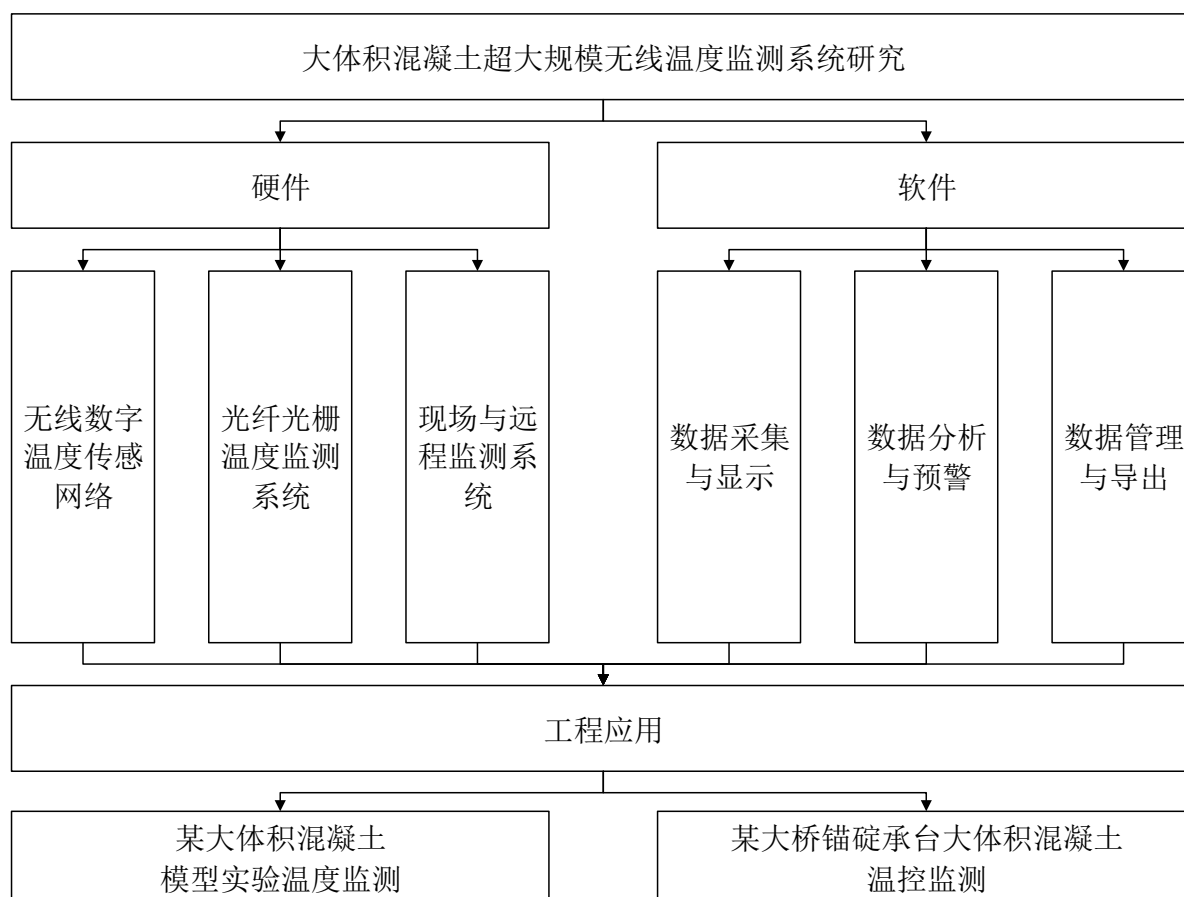 大体积混凝土超大规模无线温度监测系统研究
硬件
软件
无线数字
温度传感
网络
光纤光栅
温度监测
系统
现场与远
程监测系
统
数据采集
与显示
数据分析
与预警
数据管理
与导出
工程应用
某大体积混凝土
模型实验温度监测
某大桥锚碇承台大体积混凝土
温控监测